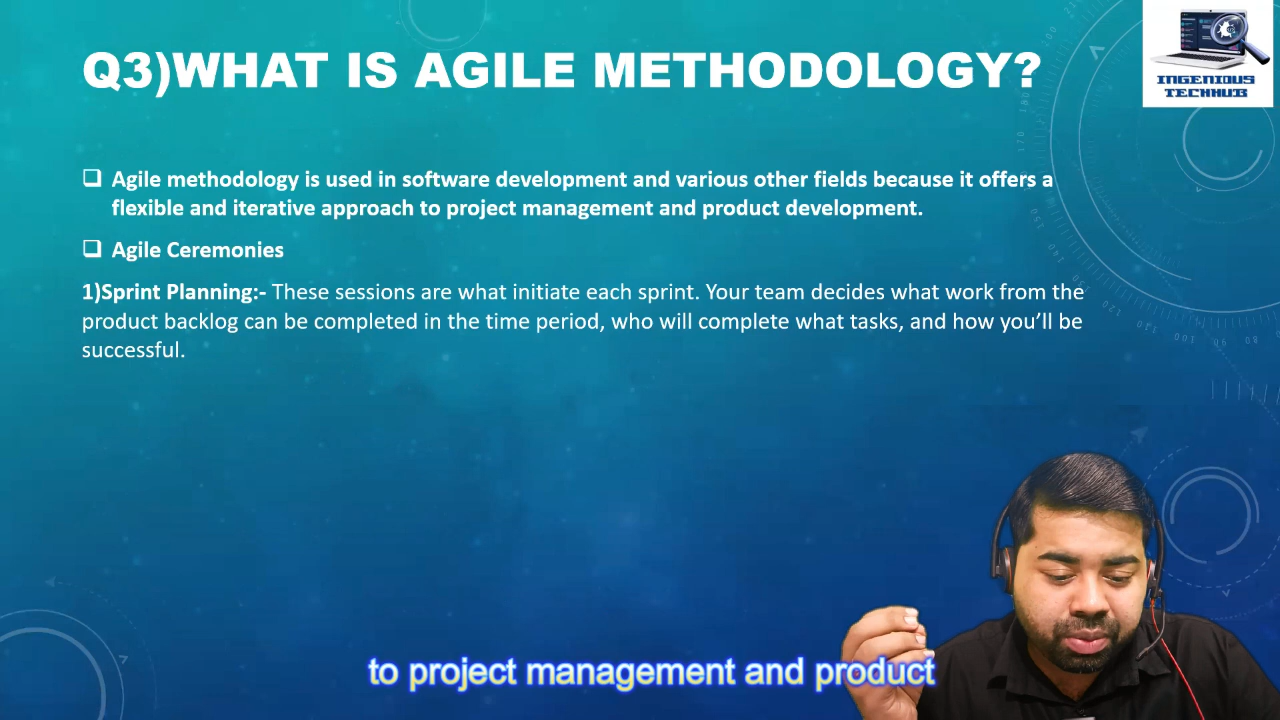 Q3)WHAT IS AGILE METHODOLOGY?
INGENIOUS
TECHHUB
❑ Agile methodology is used in software development and various other fields because it offers a
flexible and iterative approach to project management and product development.
❑ Agile Ceremonies
1)Sprint Planning:- These sessions are what initiate each sprint. Your team decides what work from the
product backlog can be completed in the time period, who will complete what tasks, and how you’ll be
successful.
to project management and product